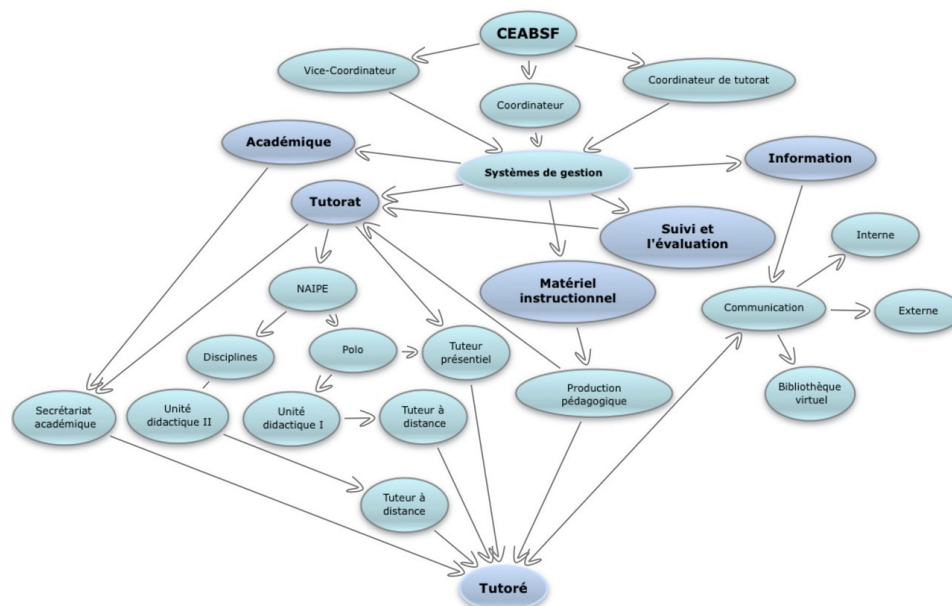 CEABSF
Vice-Coordinateur
Coordinateur de tutorat
Coordinateur
Académique
Information
Systèmes de gestion
Tutorat
Suivi et
l'évaluation
Interne
Matériel
instructionnel
NAIPE
Communication
Externe
Disciplines
Polo
Tuteur
présentiel
Bibliothèque
virtuel
Production
pédagogique
Secrétariat
académique
Unité
didactique II
Unité
didactique I
Tuteur à
distance
Tuteur à
distance
Tutoré